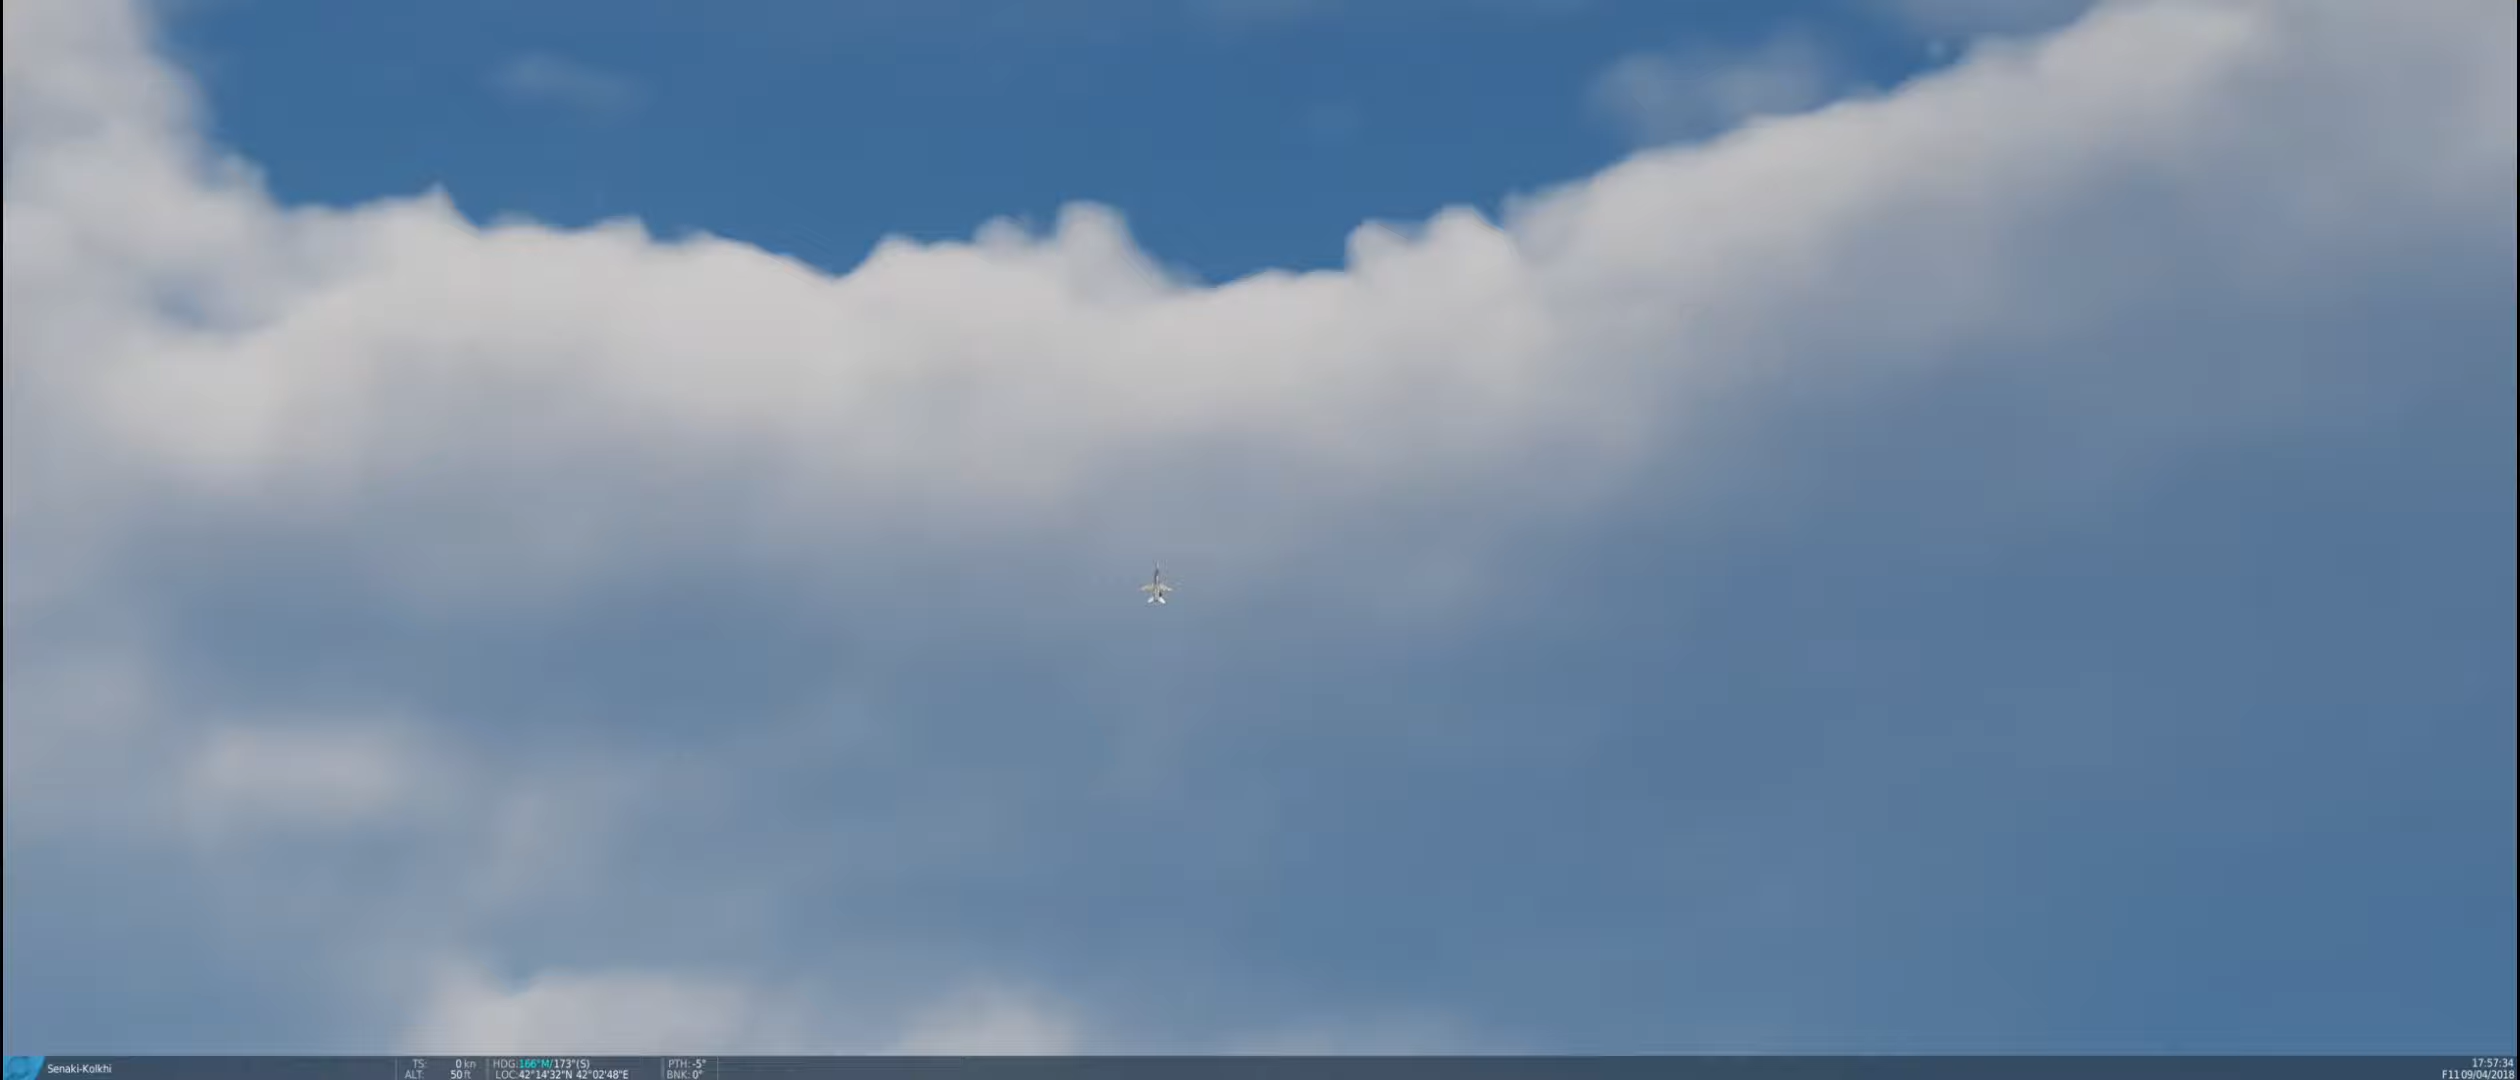 Senaki-Kolkhi
TS: 0 kn
ALT: 50 ft
HDG:166°M/173°(S)
LOC:42°14'32"N 42°02'48"E
PTH: -5°
BNK: 0°
17:57:34
F11 09/04/2018